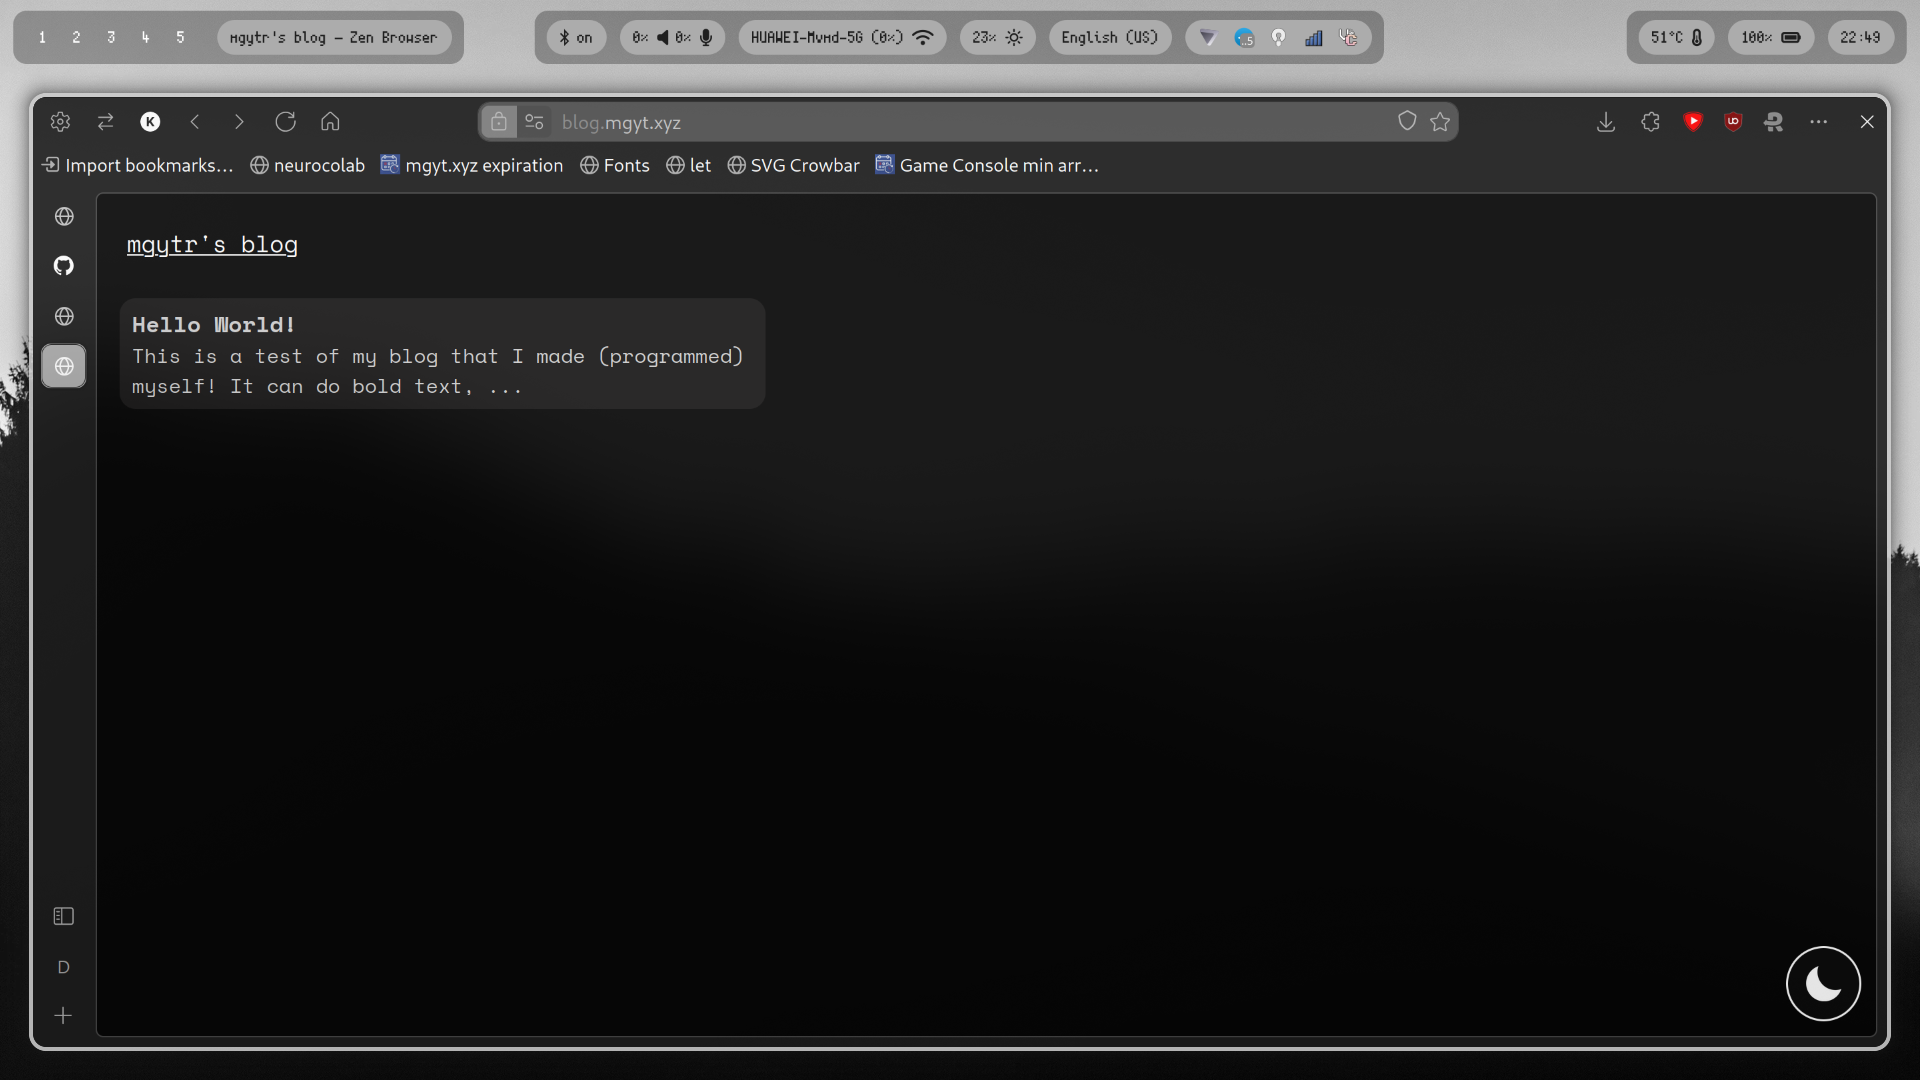 1 2 3 4 5 mgytr's blog — Zen Browser on 0% 0% HUAWEI-Mvmd-5G (0%) 23% English (US) .5 51°C 100% 22:49
K blog.mgyt.xyz
Import bookmarks... neurocolab mgyt.xyz expiration Fonts let SVG Crowbar Game Console min arr...
mgytr's blog
Hello World!
This is a test of my blog that I made (programmed)
myself! It can do bold text, ...
D